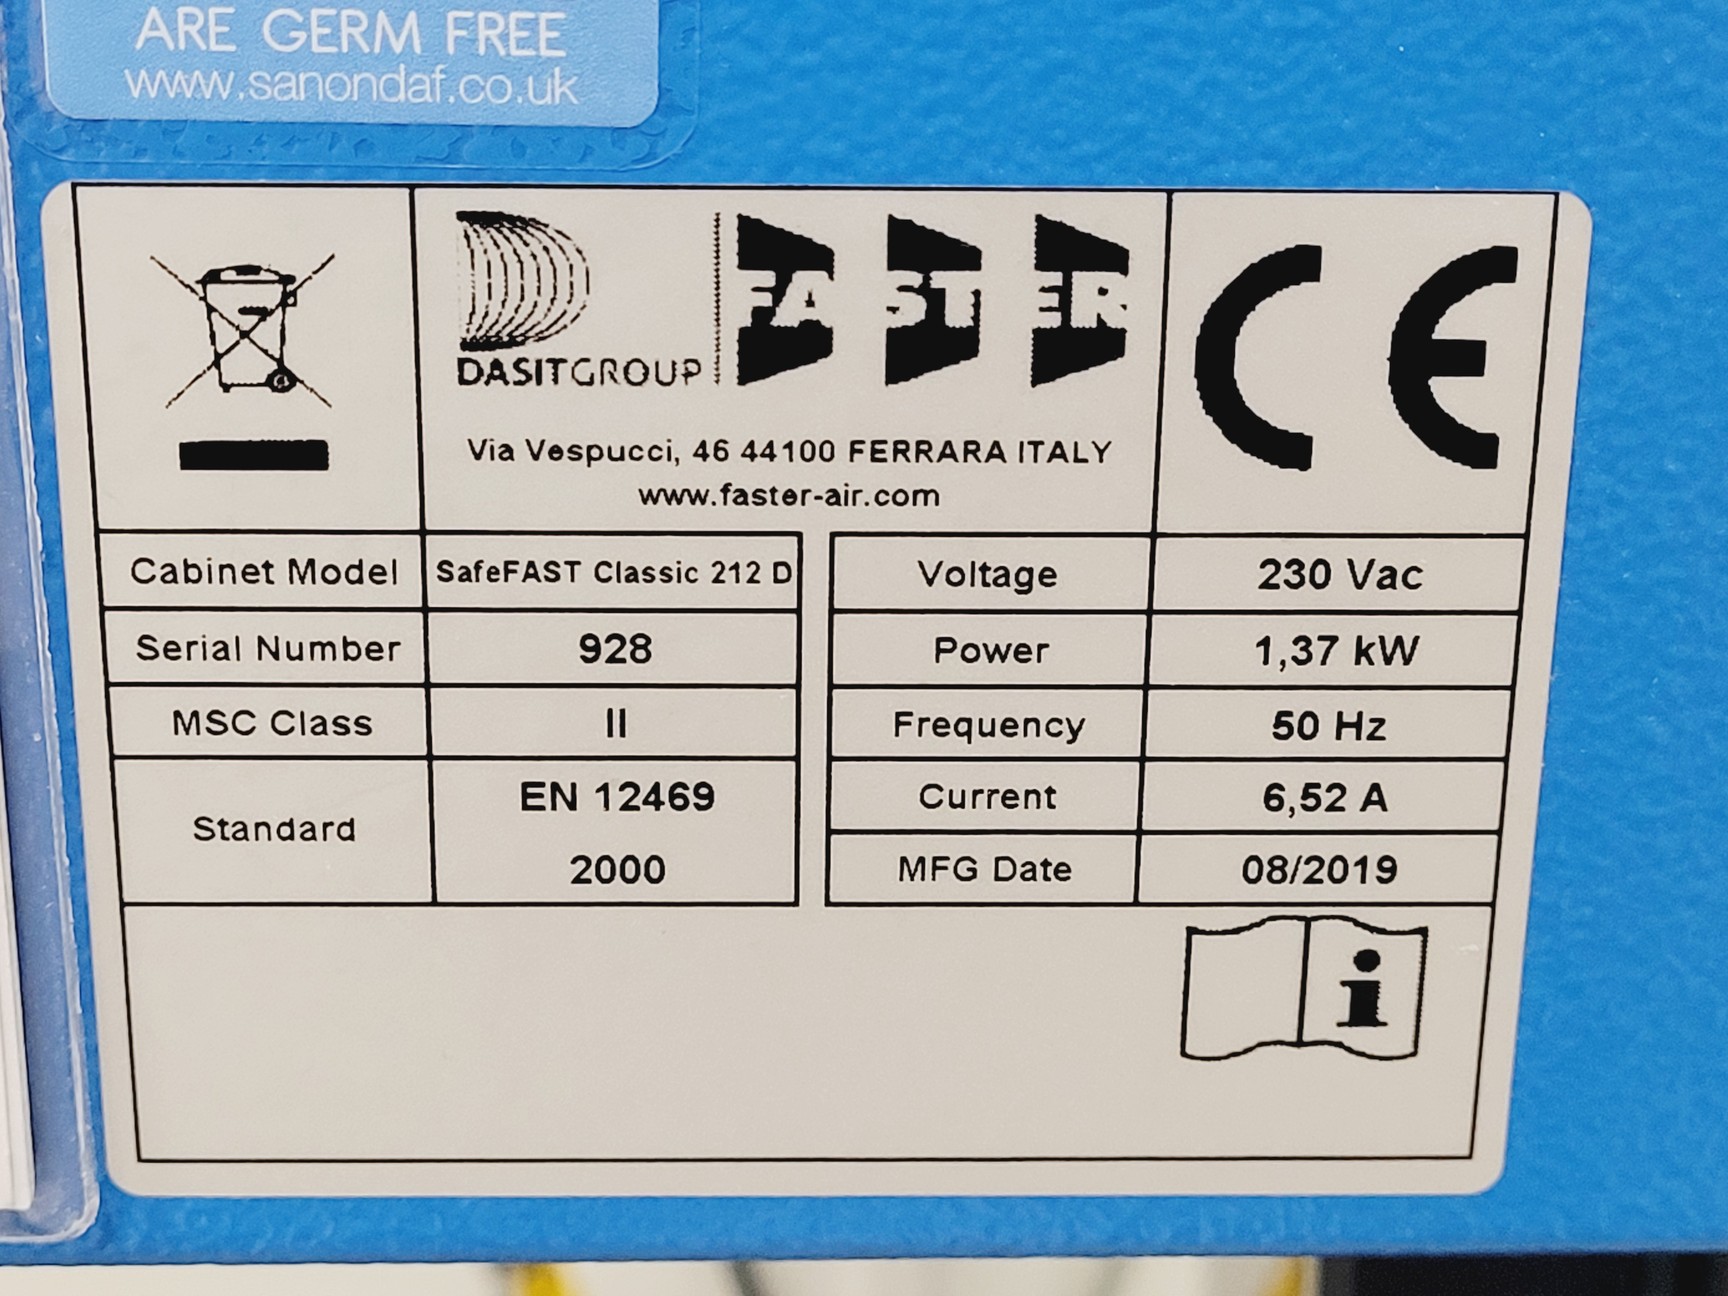 ARE GERM FREE
www.sanondaf.co.uk
DASITGROUP
FASTER
CE
Via Vespucci, 46 44100 FERRARA ITALY
www.faster-air.com
Cabinet Model SafeFAST Classic 212 D
Serial Number 928
MSC Class II
Standard EN 12469
2000
Voltage 230 Vac
Power 1,37 kW
Frequency 50 Hz
Current 6,52 A
MFG Date 08/2019
i